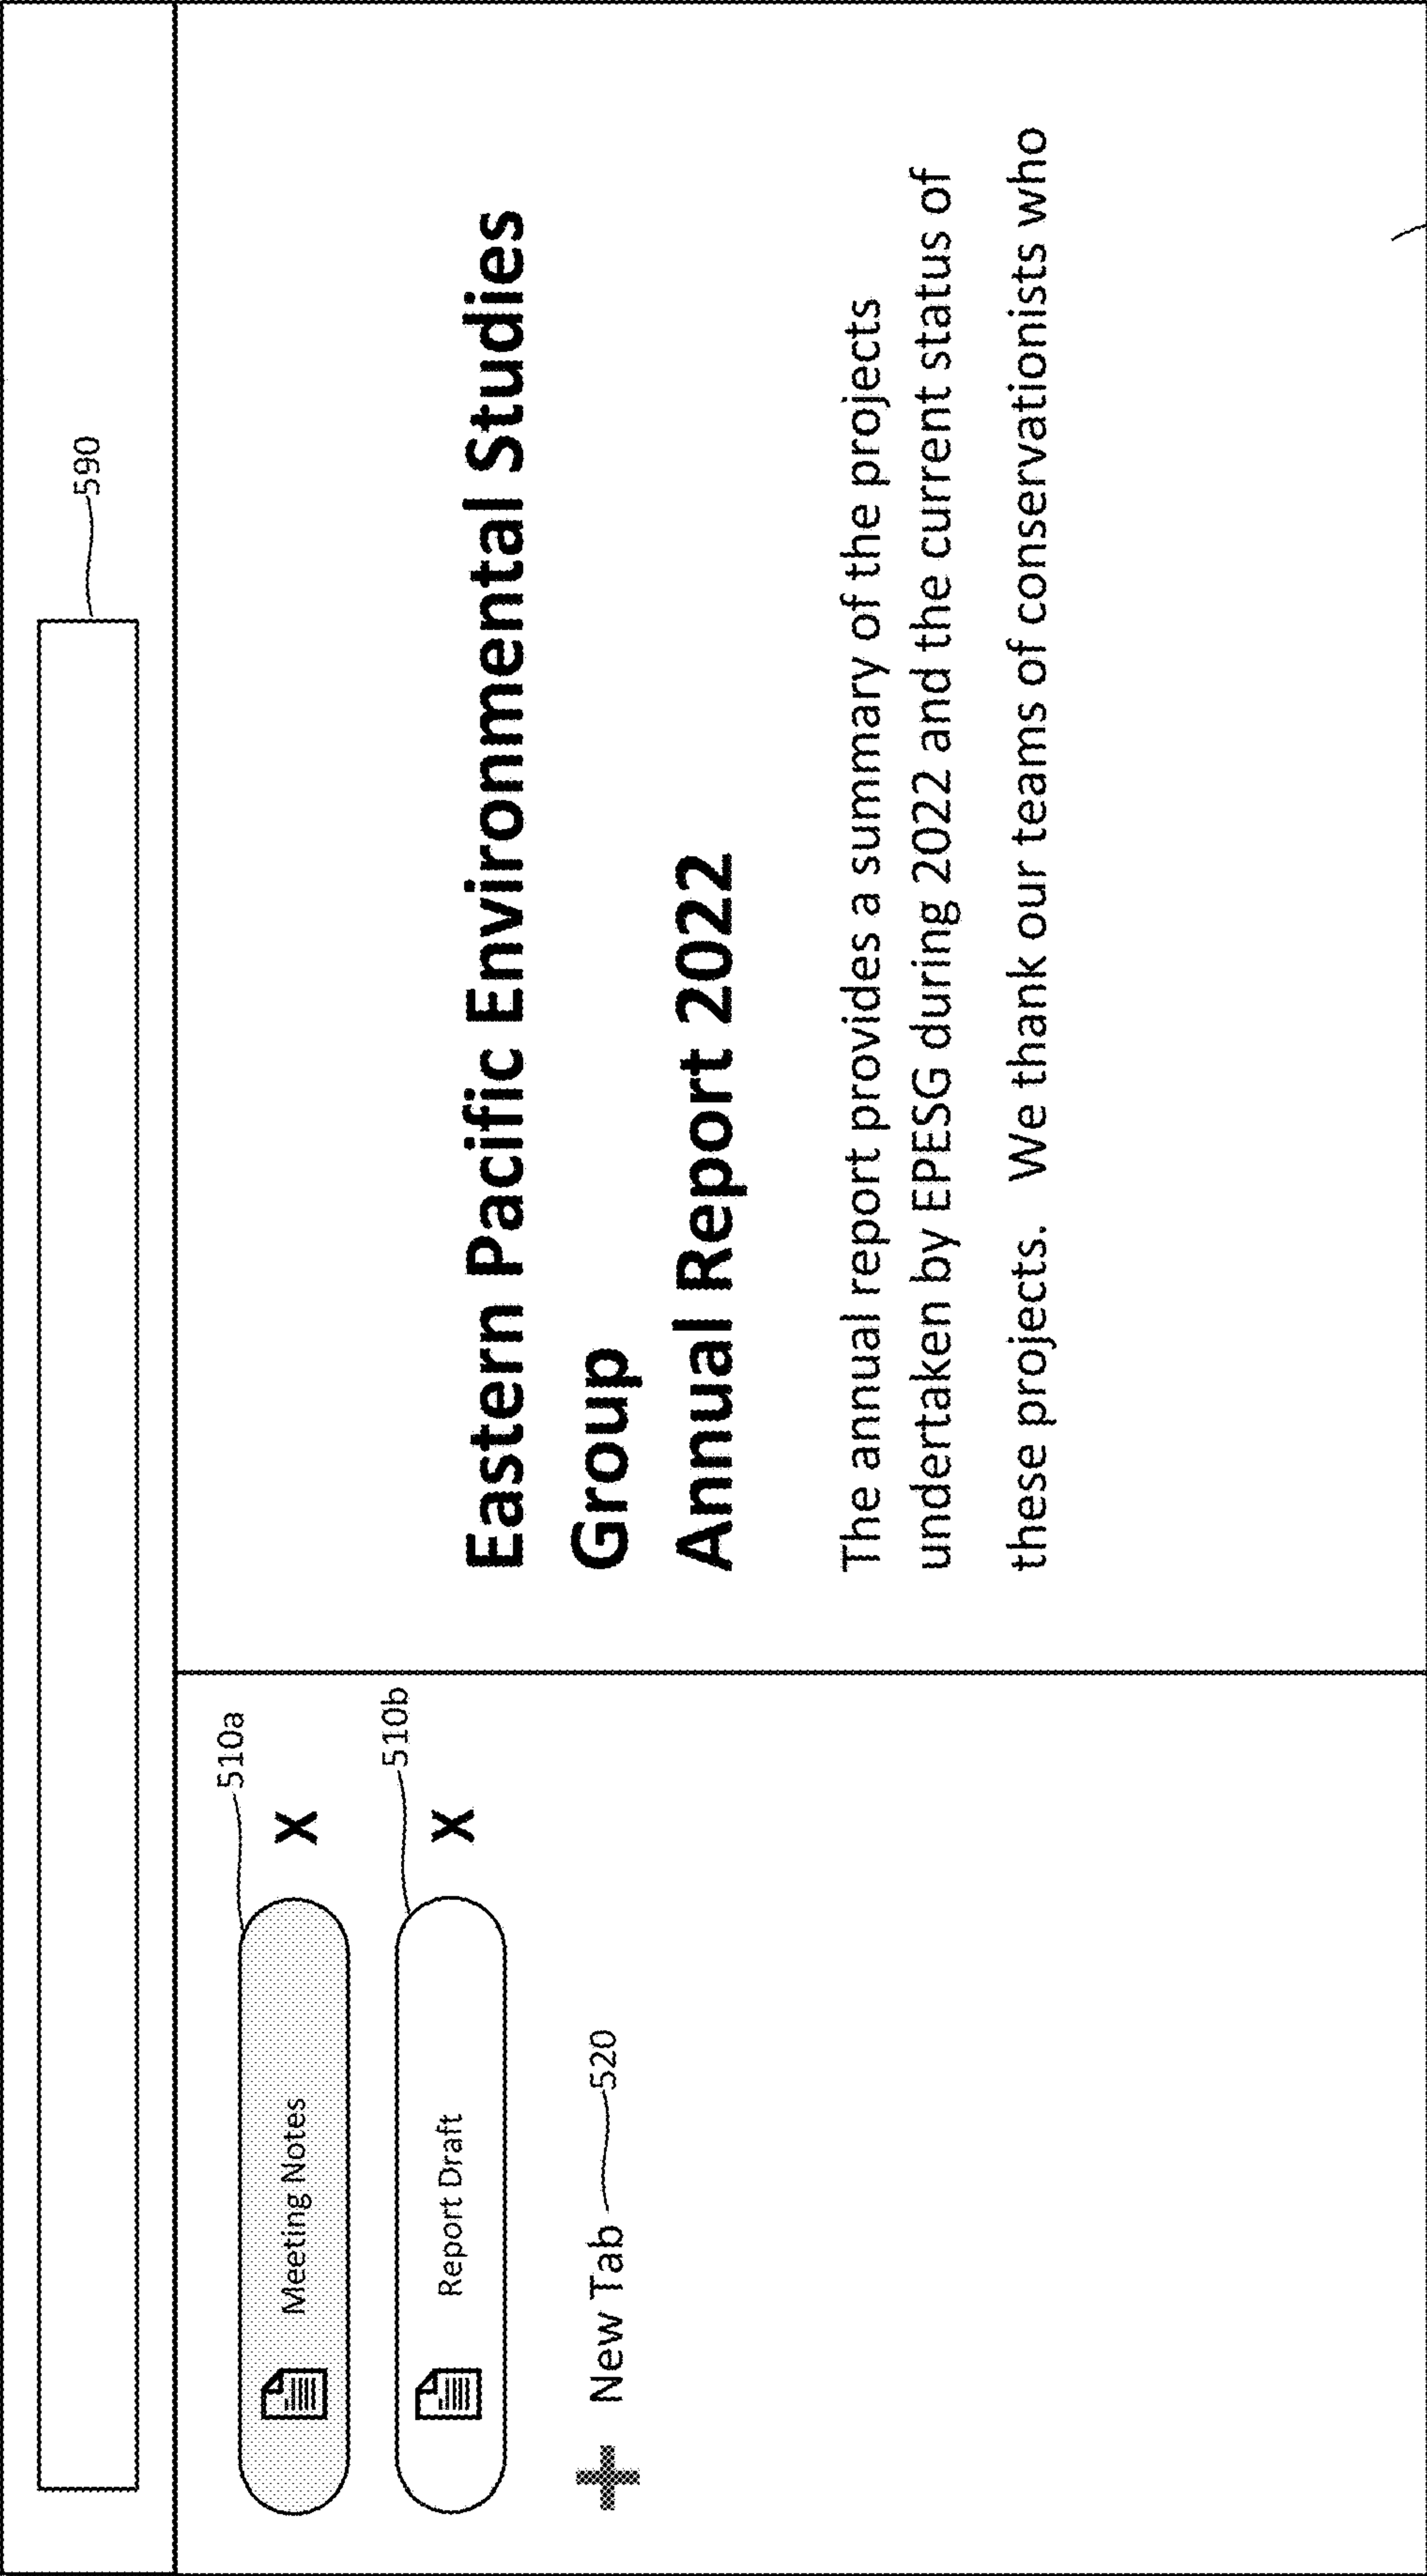 590
510a
Meeting Notes X
510b
Report Draft X
New Tab 520
Eastern Pacific Environmental Studies
Group
Annual Report 2022
The annual report provides a summary of the projects
undertaken by EPESG during 2022 and the current status of
these projects. We thank our teams of conservationists who